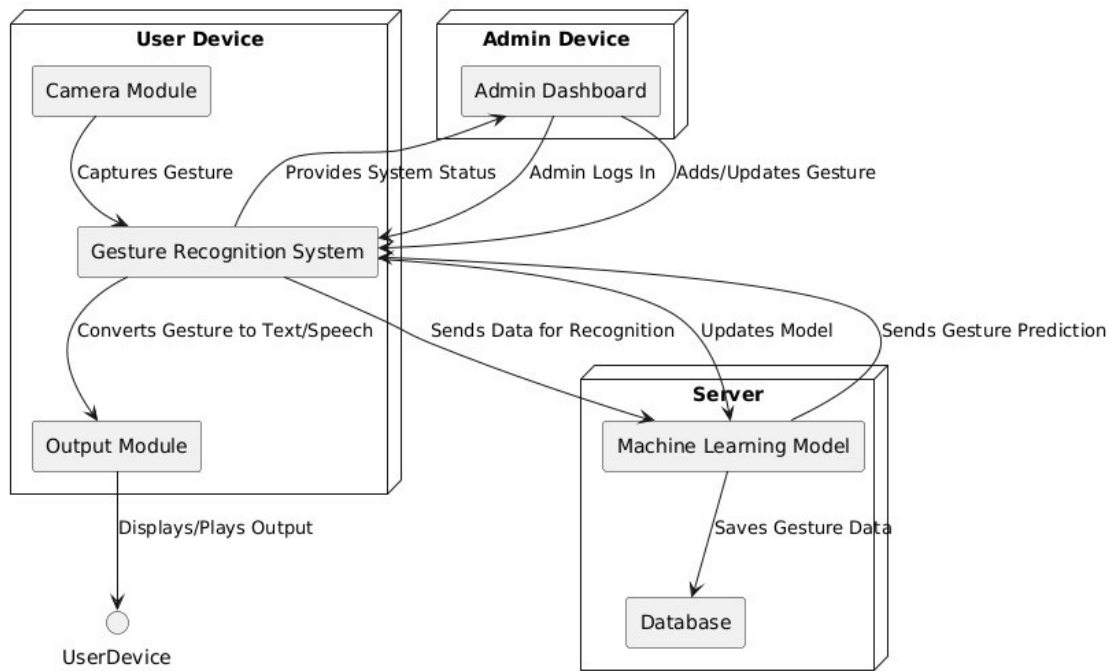 User Device
Admin Device
Camera Module
Admin Dashboard
Captures Gesture
Provides System Status
Admin Logs In
Adds/Updates Gesture
Gesture Recognition System
Converts Gesture to Text/Speech
Sends Data for Recognition
Updates Model
Sends Gesture Prediction
Server
Output Module
Machine Learning Model
Displays/Plays Output
Saves Gesture Data
Database
UserDevice